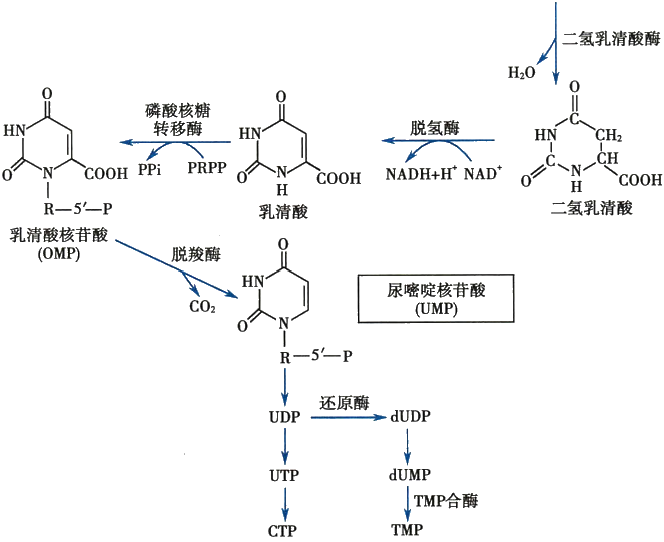 二氢乳清酸酶
H₂O
O
HN
CH₂
CH
O
N
H
COOH
二氢乳清酸
脱氢酶
NADH+H⁺ NAD⁺
O
HN
O
N
H
COOH
乳清酸
磷酸核糖
转移酶
PPi PRPP
O
HN
O
N
COOH
R—5′—P
乳清酸核苷酸
(OMP)
脱羧酶
CO₂
O
HN
O
N
R—5′—P
尿嘧啶核苷酸
(UMP)
UDP 还原酶 dUDP
UTP dUMP
TMP合酶
CTP TMP